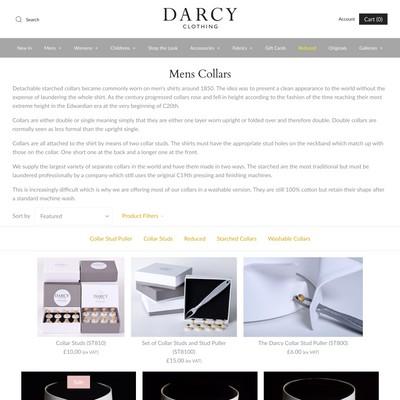 Search
DARCY
CLOTHING
Account
Cart (0)
New In
Mens
Womens
Childrens
Shop the Look
Accessories
Fabrics
Gift Cards
Reduced
Originals
Galleries
Mens Collars
Detachable starched collars became commonly worn on men's shirts around 1850. The idea was to present a clean appearance to the world without the
expense of laundering the whole shirt. As the century progressed collars rose and fell in height according to the fashion of the time reaching their most
extreme height in the Edwardian era at the very beginning of C20th.
Collars are either double or single meaning simply that they are either one layer worn upright or folded over and therefore double. Double collars are
normally seen as less formal than the upright single.
Collars are all attached to the shirt by means of two collar studs. The shirts must have the appropriate stud holes on the neckband which match up with
those on the collar. One short one at the back and a longer one at the front.
We supply the largest variety of separate collars in the world and have them made in two ways. The starched are the most traditional but must be
laundered professionally by a company which still uses the original C19th pressing and finishing machines.
This is increasingly difficult which is why we are offering most of our collars in a washable version. They are still 100% cotton but retain their shape after
a standard machine wash.
Sort by
Featured
Product Filters
Collar Stud Puller
Collar Studs
Reduced
Starched Collars
Washable Collars
DARCY
DARCY
Collar Studs (ST810)
£10.00 (ex VAT)
Set of Collar Studs and Stud Puller
(ST8100)
£15.00 (ex VAT)
The Darcy Collar Stud Puller (ST800)
£6.00 (ex VAT)
Sale